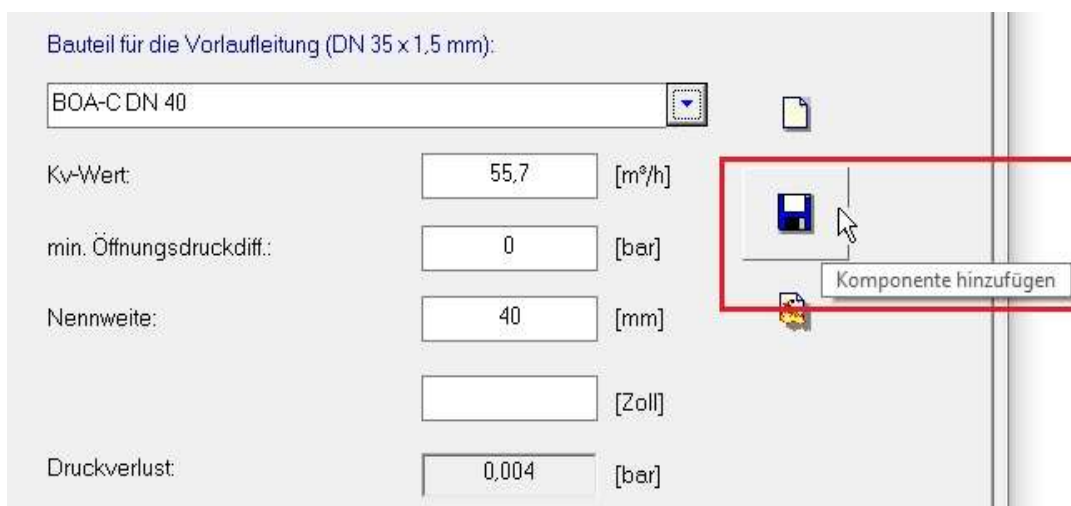 Bauteil für die Vorlaufleitung (DN 35 x 1,5 mm):
BOA-C DN 40
Kv-Wert: 55,7 [m³/h]
min. Öffnungsdruckdiff.: 0 [bar]
Komponente hinzufügen
Nennweite: 40 [mm]
[Zoll]
Druckverlust: 0,004 [bar]